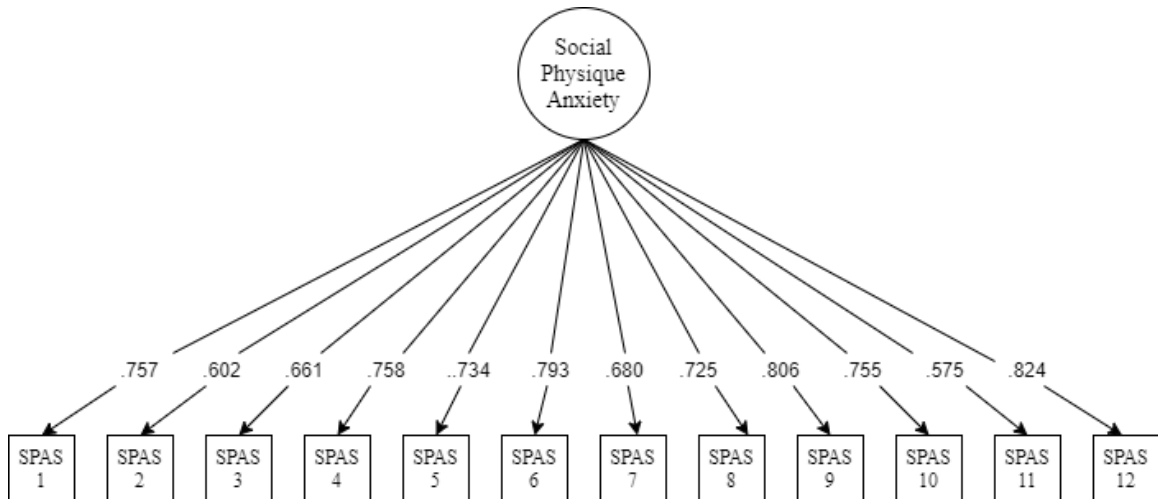 Social
Physique
Anxiety
.757 .602 .661 .758 ..734 .793 .680 .725 .806 .755 .575 .824
SPAS SPAS SPAS SPAS SPAS SPAS SPAS SPAS SPAS SPAS SPAS SPAS
1 2 3 4 5 6 7 8 9 10 11 12